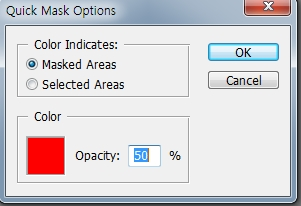 Quick Mask Options
Color Indicates:
Masked Areas
Selected Areas
OK
Cancel
Color
Opacity: 50 %